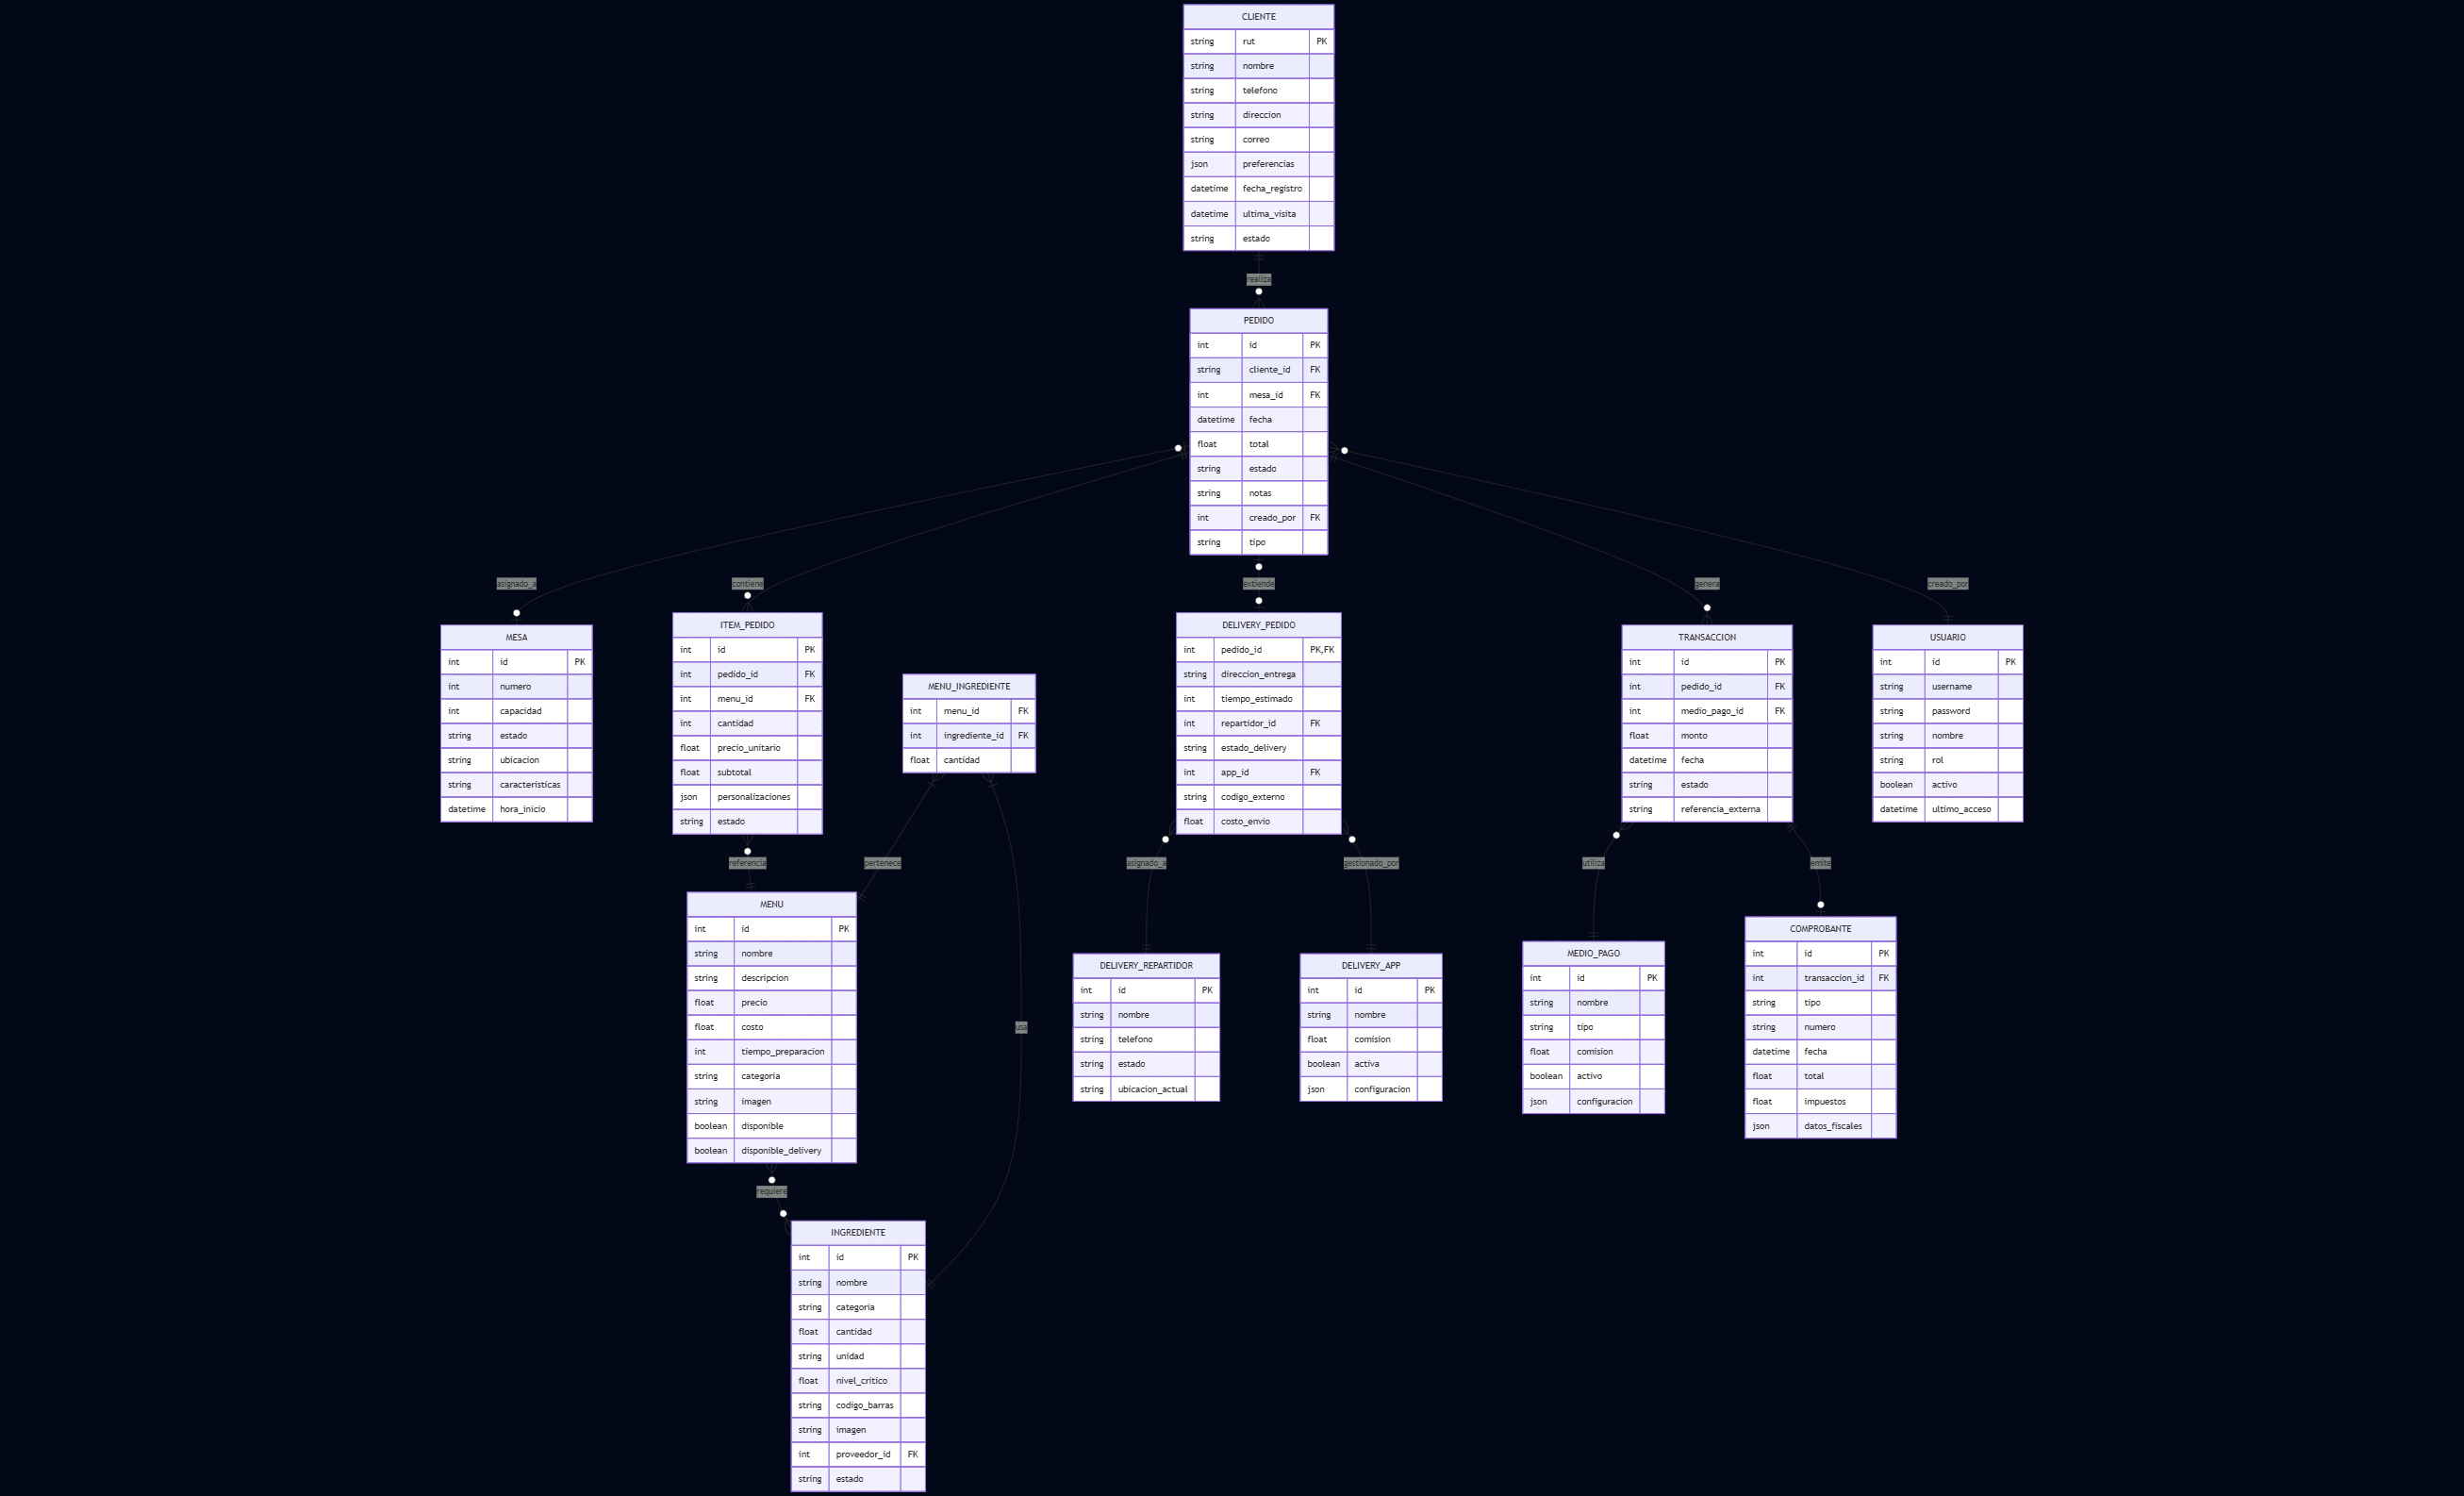 CLIENTE
string rut PK
string nombre
string telefono
string direccion
string correo
json preferencias
datetime fecha_registro
datetime ultima_visita
string estado
realiza
PEDIDO
int id PK
string cliente_id FK
int mesa_id FK
datetime fecha
float total
string estado
string notas
int creado_por FK
string tipo
asignado_a
contiene
extiende
genera
creado_por
MESA
int id PK
int numero
int capacidad
string estado
string ubicacion
string caracteristicas
datetime hora_inicio
ITEM_PEDIDO
int id PK
int pedido_id FK
int menu_id FK
int cantidad
float precio_unitario
float subtotal
json personalizaciones
string estado
MENU_INGREDIENTE
int menu_id FK
int ingrediente_id FK
float cantidad
DELIVERY_PEDIDO
int pedido_id PK,FK
string direccion_entrega
int tiempo_estimado
int repartidor_id FK
string estado_delivery
int app_id FK
string codigo_externo
float costo_envio
TRANSACCION
int id PK
int pedido_id FK
int medio_pago_id FK
float monto
datetime fecha
string estado
string referencia_externa
USUARIO
int id PK
string username
string password
string nombre
string rol
boolean activo
datetime ultimo_acceso
referencia
pertenece
asignado_a
gestionado_por
utiliza
emite
MENU
int id PK
string nombre
string descripcion
float precio
float costo
int tiempo_preparacion
string categoria
string imagen
boolean disponible
boolean disponible_delivery
usa
DELIVERY_REPARTIDOR
int id PK
string nombre
string telefono
string estado
string ubicacion_actual
DELIVERY_APP
int id PK
string nombre
float comision
boolean activa
json configuracion
MEDIO_PAGO
int id PK
string nombre
string tipo
float comision
boolean activo
json configuracion
COMPROBANTE
int id PK
int transaccion_id FK
string tipo
string numero
datetime fecha
float total
float impuestos
json datos_fiscales
requiere
INGREDIENTE
int id PK
string nombre
string categoria
float cantidad
string unidad
float nivel_critico
string codigo_barras
string imagen
int proveedor_id FK
string estado